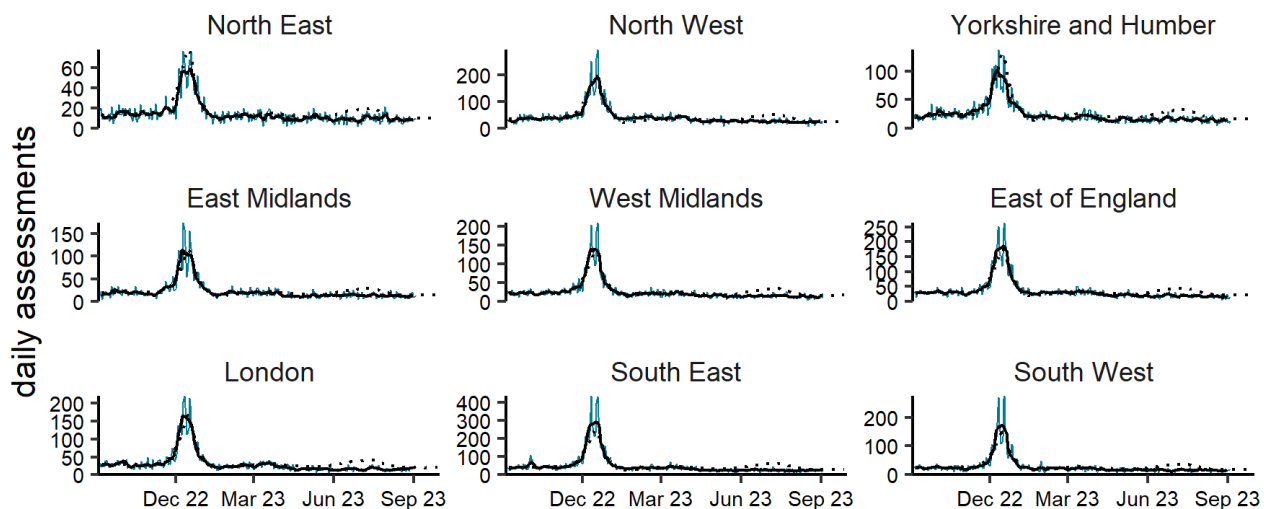 North East North West Yorkshire and Humber
60 200 100
40 100 50
20 0 0
0
East Midlands West Midlands East of England
150 200 250
100 150 200
50 100 150
0 50 100
0 50
0
London South East South West
200 400 200
150 300 100
100 200 0
50 100
0 0
Dec 22 Mar 23 Jun 23 Sep 23 Dec 22 Mar 23 Jun 23 Sep 23 Dec 22 Mar 23 Jun 23 Sep 23
daily assessments